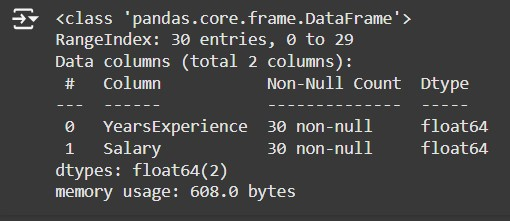 <class 'pandas.core.frame.DataFrame'>
RangeIndex: 30 entries, 0 to 29
Data columns (total 2 columns):
 #   Column           Non-Null Count  Dtype
---  ------           --------------  -----
 0   YearsExperience  30 non-null     float64
 1   Salary           30 non-null     float64
dtypes: float64(2)
memory usage: 608.0 bytes